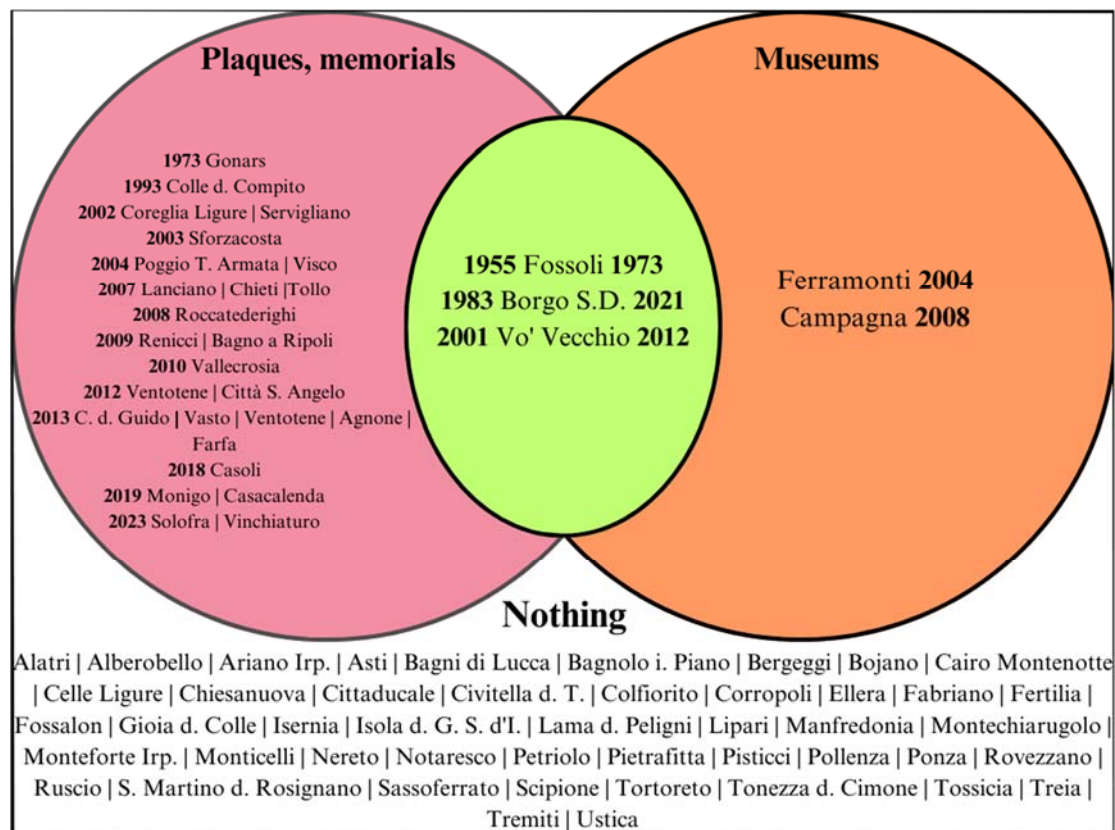 Plaques, memorials
1973 Gonars
1993 Colle d. Compito
2002 Coreglia Ligure | Servigliano
2003 Sforzacosta
2004 Poggio T. Armata | Visco
2007 Lanciano | Chieti |Tollo
2008 Roccatederighi
2009 Renicci | Bagno a Ripoli
2010 Vallecrosia
2012 Ventotene | Città S. Angelo
2013 C. d. Guido | Vasto | Ventotene | Agnone |
Farfa
2018 Casoli
2019 Monigo | Casacalenda
2023 Solofra | Vinchiaturo
1955 Fossoli 1973
1983 Borgo S.D. 2021
2001 Vo' Vecchio 2012
Museums
Ferramonti 2004
Campagna 2008
Nothing
Alatri | Alberobello | Ariano Irp. | Asti | Bagni di Lucca | Bagnolo i. Piano | Bergeggi | Bojano | Cairo Montenotte
| Celle Ligure | Chiesanuova | Cittaducale | Civitella d. T. | Colfiorito | Corropoli | Ellera | Fabriano | Fertilia |
Fossalon | Gioia d. Colle | Isernia | Isola d. G. S. d'I. | Lama d. Peligni | Lipari | Manfredonia | Montechiarugolo |
Monteforte Irp. | Monticelli | Nereto | Notaresco | Petriolo | Pietrafitta | Pisticci | Pollenza | Ponza | Rovezzano |
Ruscio | S. Martino d. Rosignano | Sassoferrato | Scipione | Tortoreto | Tonezza d. Cimone | Tossicia | Treia |
Tremiti | Ustica